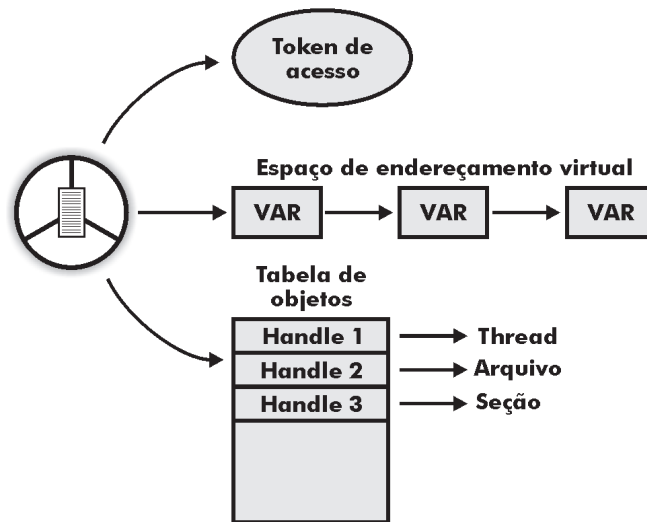 Token de
acesso
Espaço de endereçamento virtual
VAR
VAR
VAR
Tabela de
objetos
Handle 1
Thread
Handle 2
Arquivo
Handle 3
Seção